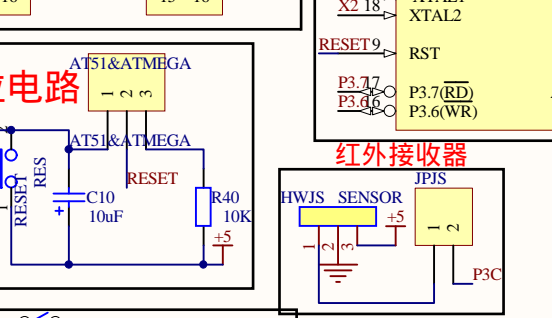 X2 18
XTAL2
RESET 9
RST
P3.7 17
P3.7(RD)
P3.6 16
P3.6(WR)
AT51&ATMEGA
电路
1 2 3
AT51&ATMEGA
RES
RESET
RESET
C10
10uF
R40
10K
+5
1
红外接收器
JPJS
HWJS SENSOR
+5
1 2 3
1 2
P3C